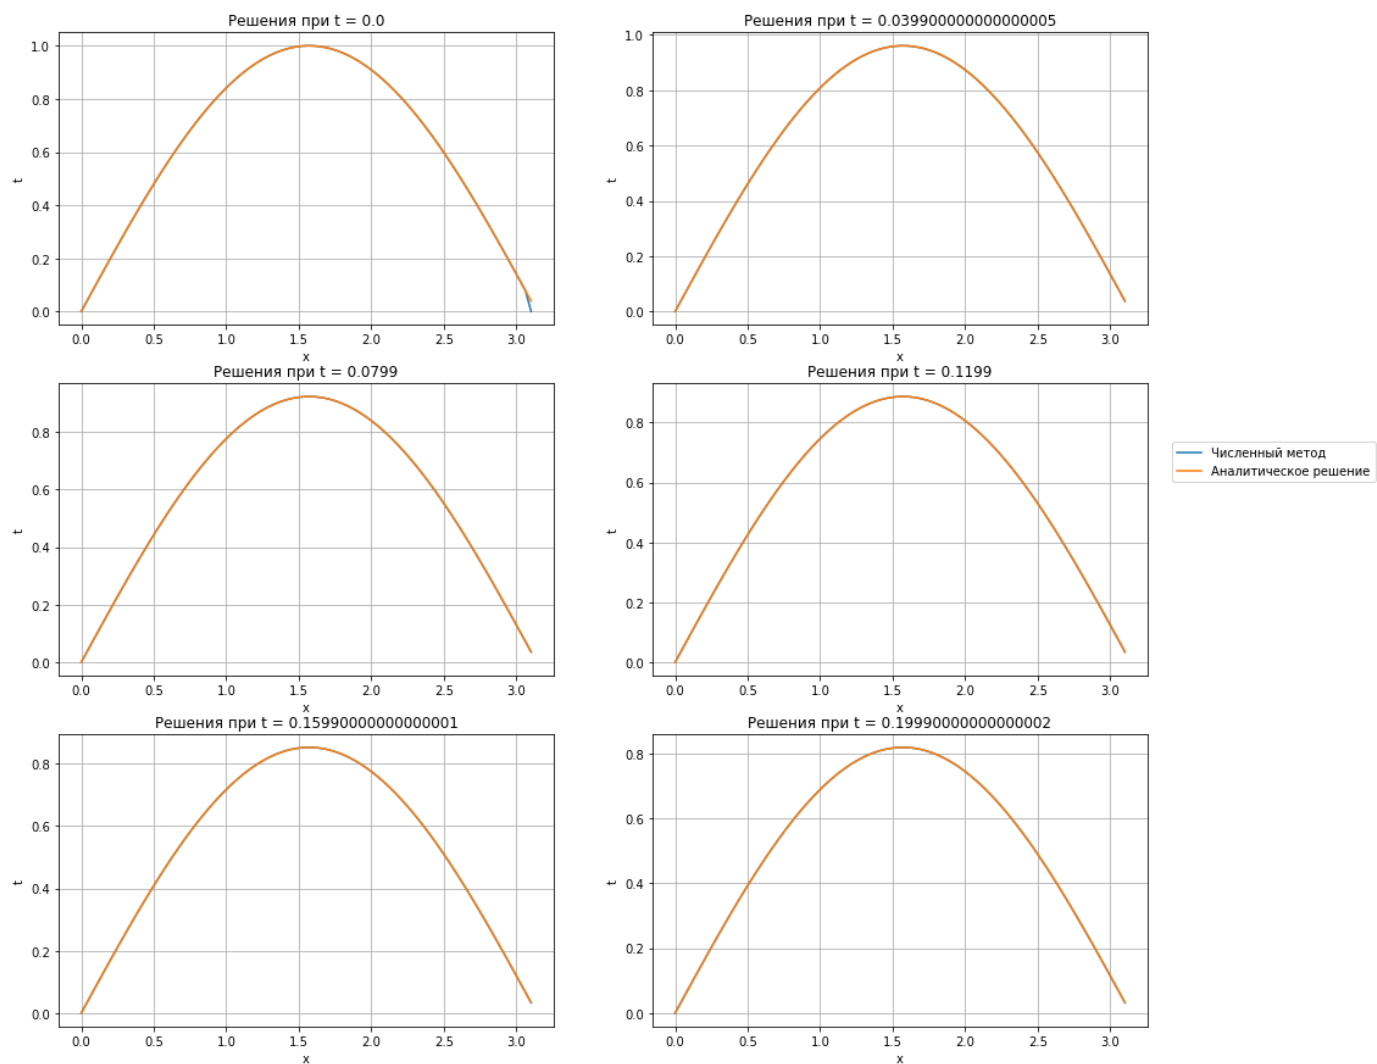 Решения при t = 0.0
1.0
0.8
0.6
0.4
0.2
0.0
t
0.0 0.5 1.0 1.5 2.0 2.5 3.0
x
Решения при t = 0.039900000000000005
1.0
0.8
0.6
0.4
0.2
0.0
t
0.0 0.5 1.0 1.5 2.0 2.5 3.0
x
Решения при t = 0.0799
0.8
0.6
0.4
0.2
0.0
t
0.0 0.5 1.0 1.5 2.0 2.5 3.0
x
Решения при t = 0.1199
0.8
0.6
0.4
0.2
0.0
t
0.0 0.5 1.0 1.5 2.0 2.5 3.0
x
Численный метод
Аналитическое решение
Решения при t = 0.15990000000000001
0.8
0.6
0.4
0.2
0.0
t
0.0 0.5 1.0 1.5 2.0 2.5 3.0
x
Решения при t = 0.19990000000000002
0.8
0.6
0.4
0.2
0.0
t
0.0 0.5 1.0 1.5 2.0 2.5 3.0
x